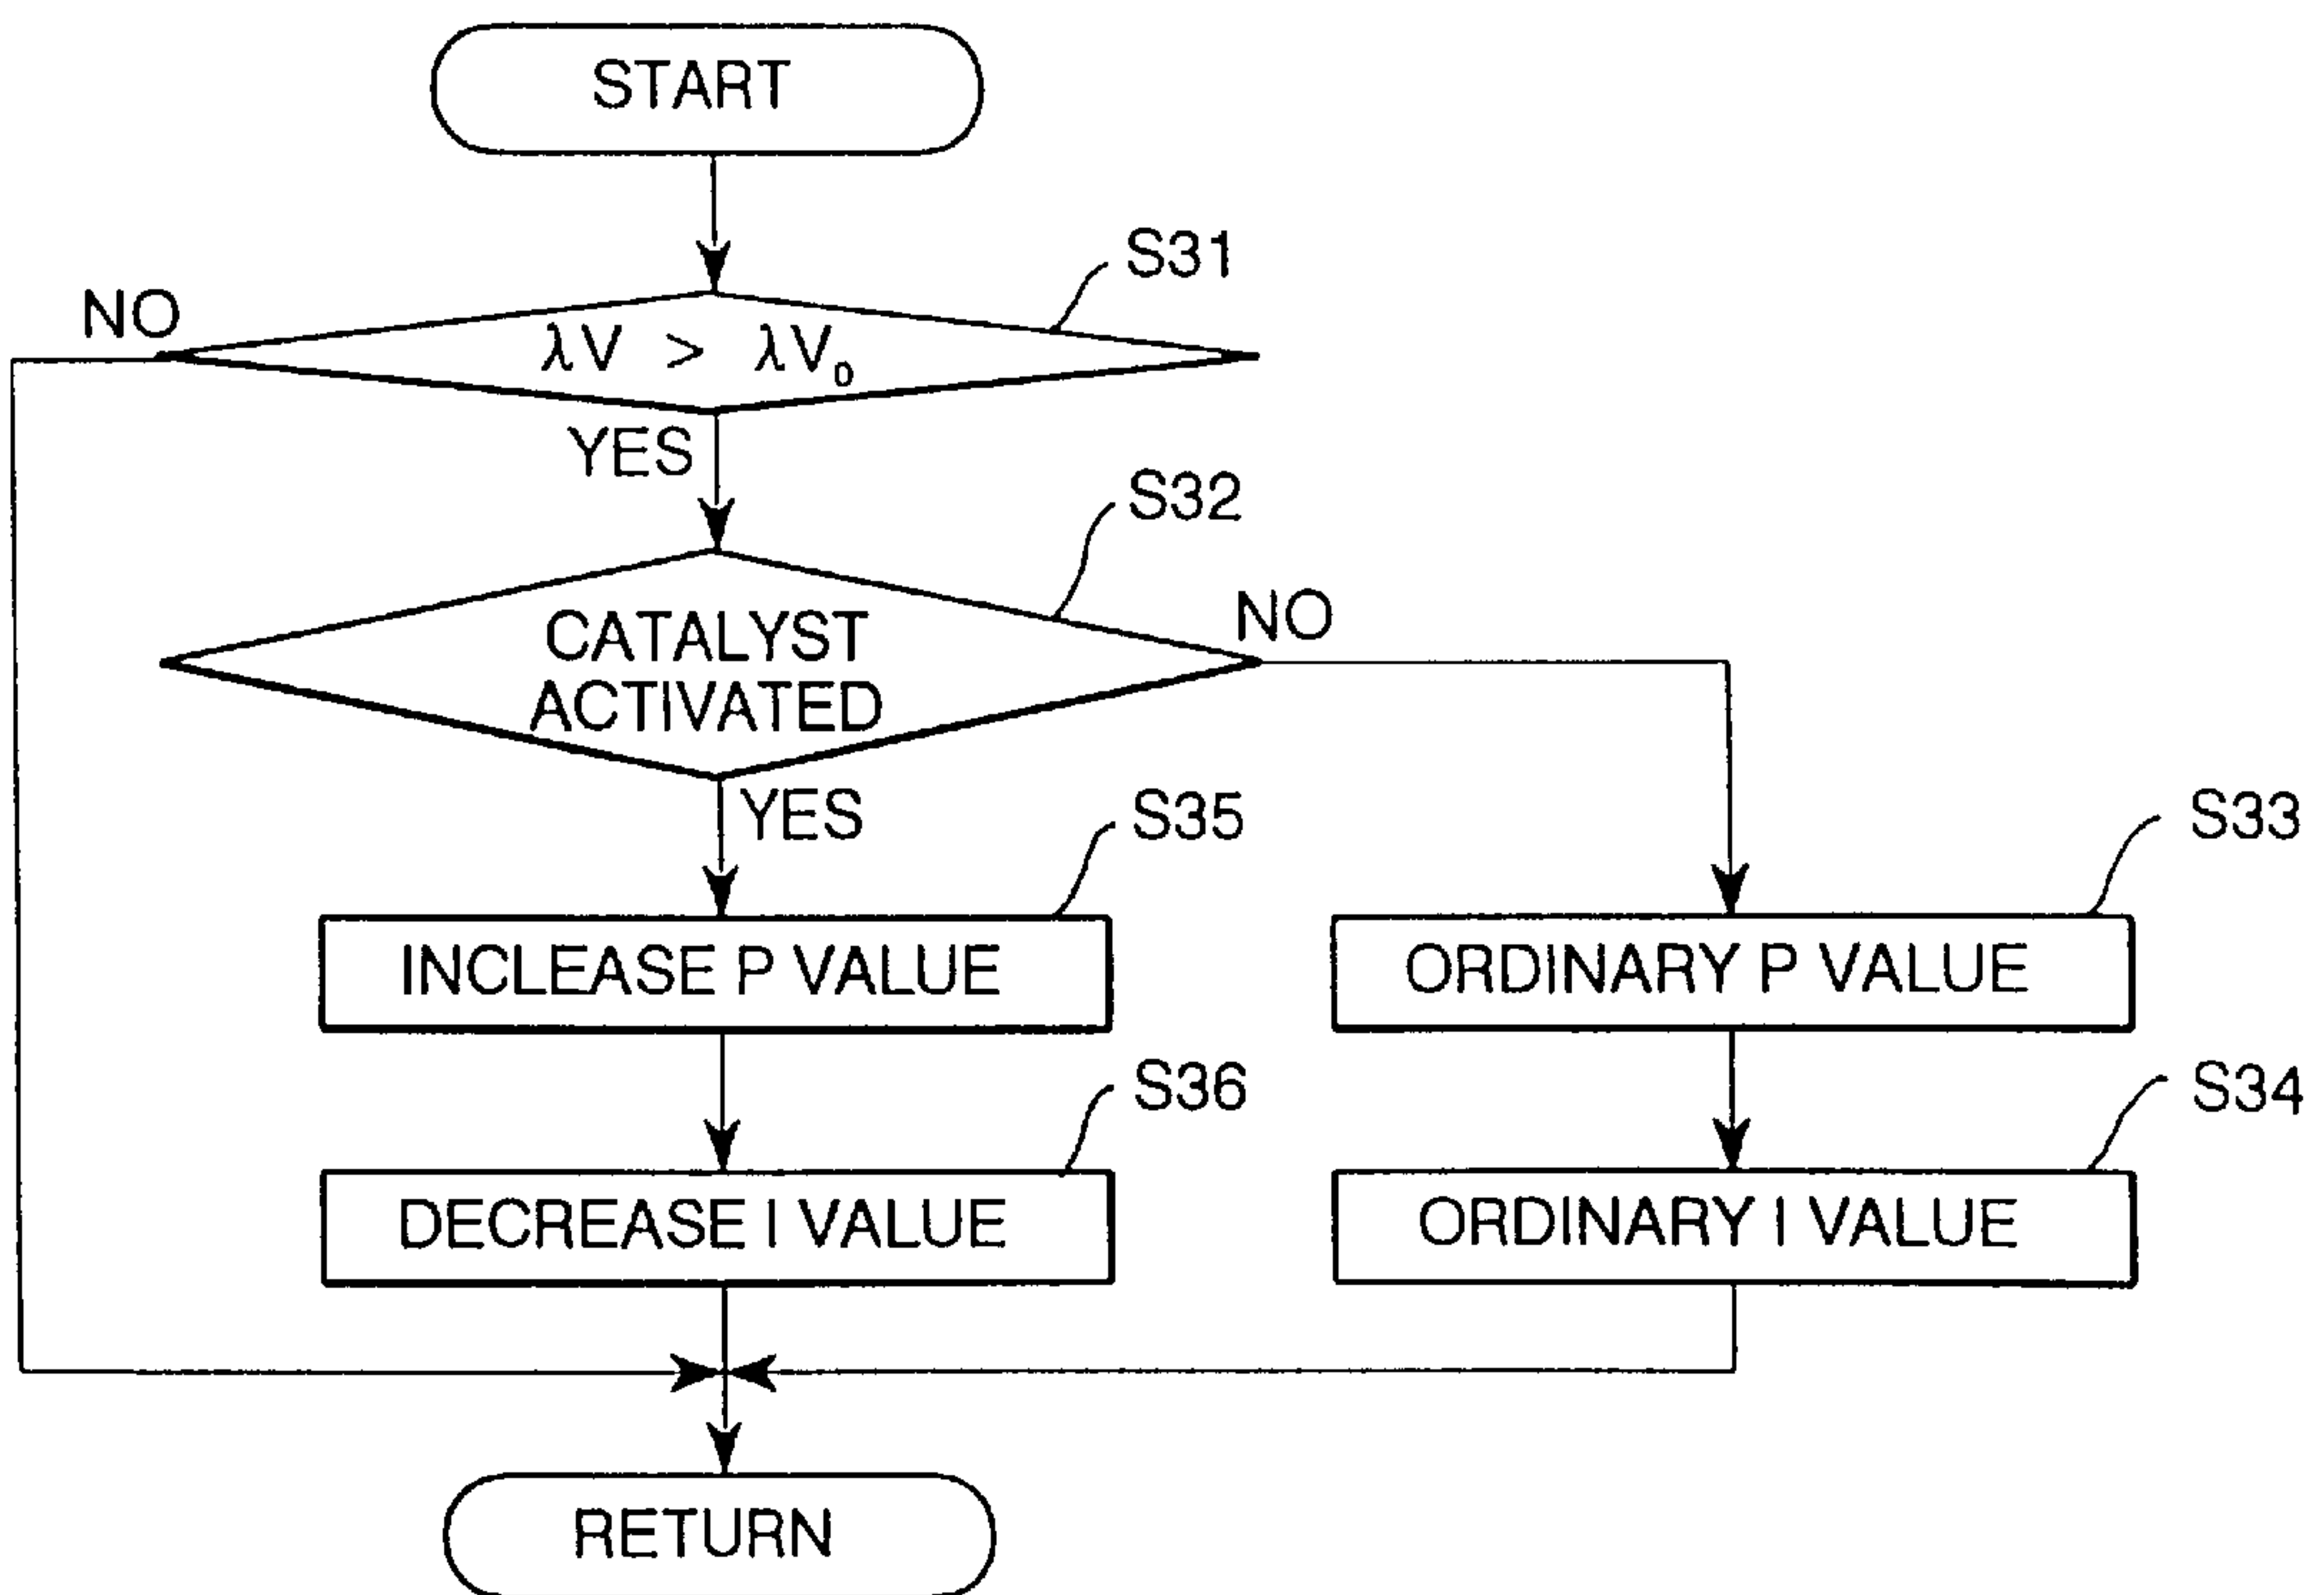 START
S31
NO
λV > λV₀
YES
S32
NO
CATALYST
ACTIVATED
YES
S35
S33
INCLEASE P VALUE
ORDINARY P VALUE
S36
S34
DECREASE I VALUE
ORDINARY I VALUE
RETURN